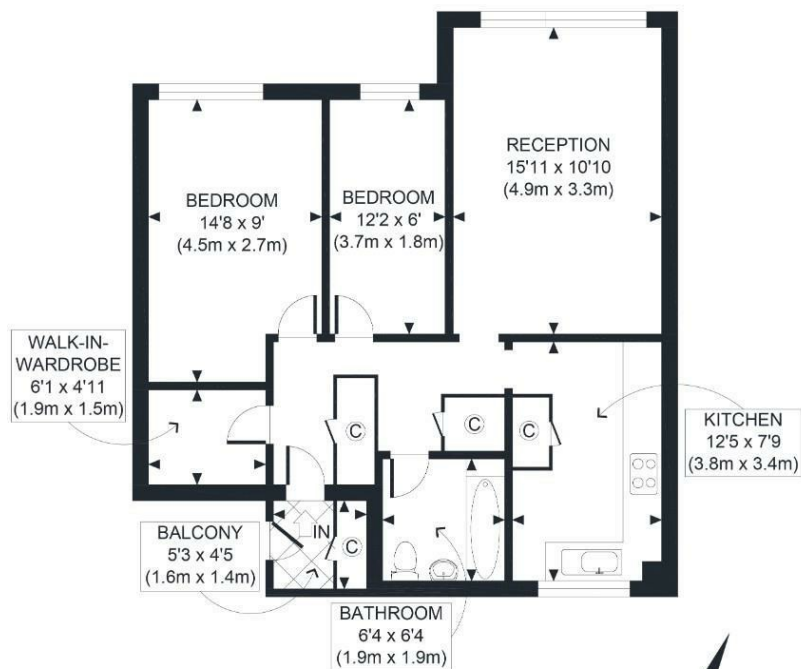 RECEPTION
15'11 x 10'10
(4.9m x 3.3m)
BEDROOM
14'8 x 9'
(4.5m x 2.7m)
BEDROOM
12'2 x 6'
(3.7m x 1.8m)
WALK-IN-
WARDROBE
6'1 x 4'11
(1.9m x 1.5m)
C
C
C
KITCHEN
12'5 x 7'9
(3.8m x 3.4m)
BALCONY
5'3 x 4'5
(1.6m x 1.4m)
IN
C
BATHROOM
6'4 x 6'4
(1.9m x 1.9m)